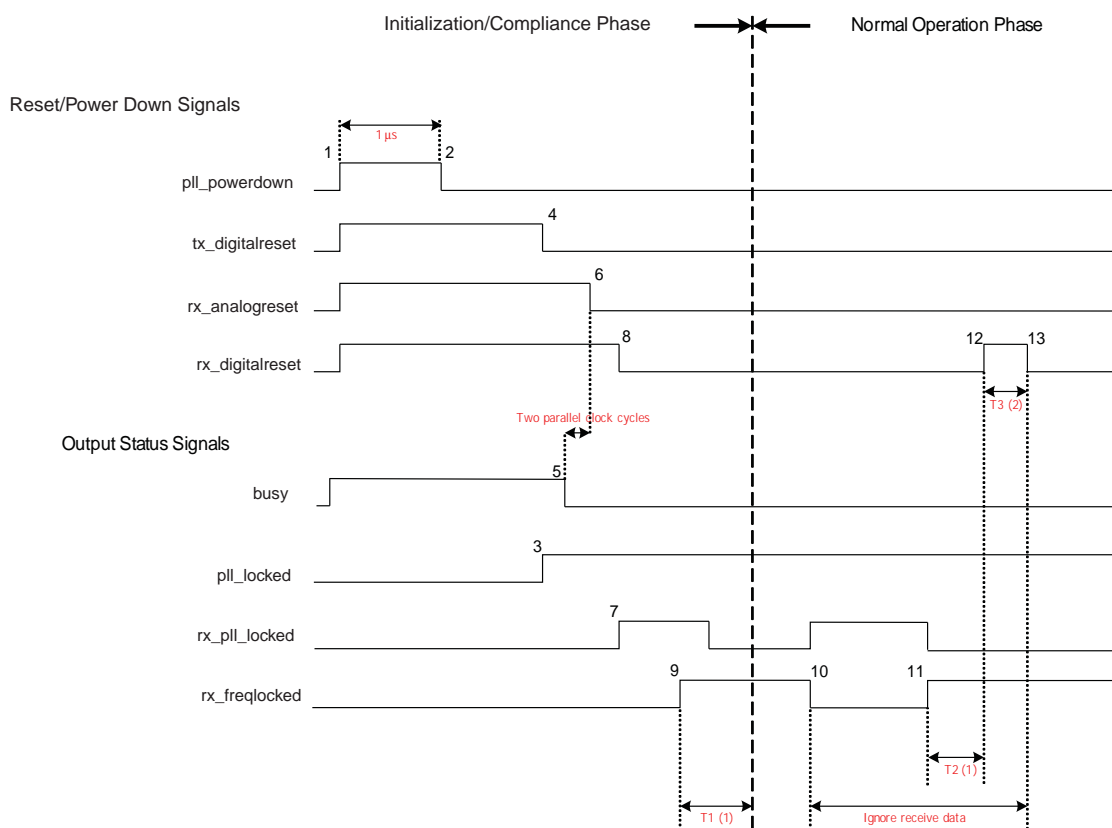 Initialization/Compliance Phase
Normal Operation Phase
Reset/Power Down Signals
1 μs
1
2
pll_powerdown
4
tx_digitalreset
6
rx_analogreset
8
12
13
rx_digitalreset
T3 (2)
Two parallel clock cycles
Output Status Signals
5
busy
3
pll_locked
7
rx_pll_locked
9
10
11
rx_freqlocked
T2 (1)
T1 (1)
Ignore receive data